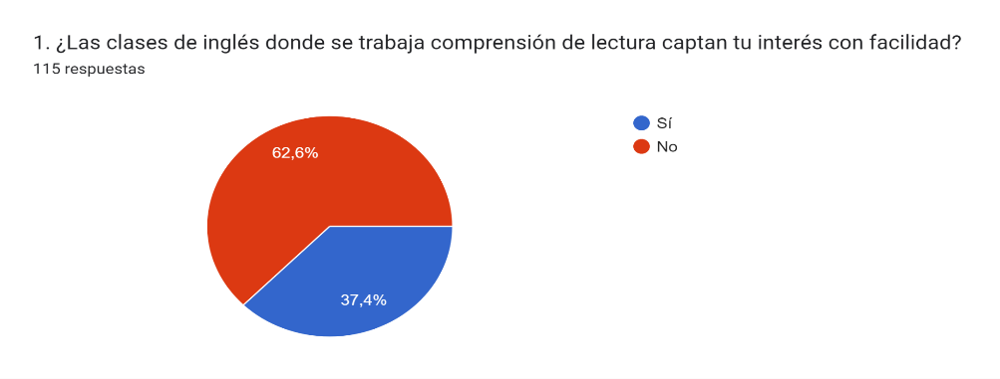 1. ¿Las clases de inglés donde se trabaja comprensión de lectura captan tu interés con facilidad?
115 respuestas
Sí
No
62,6%
37,4%